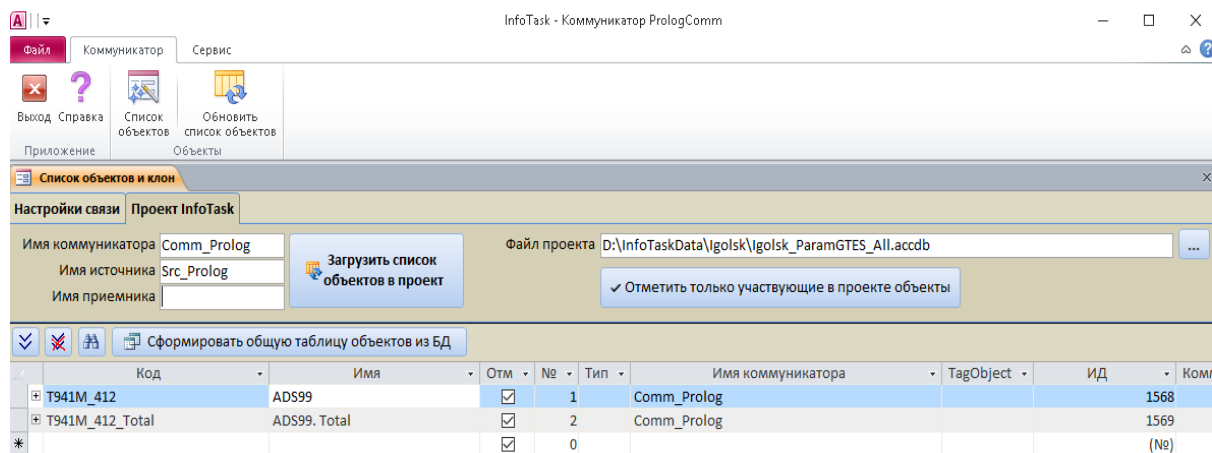 InfoTask - Коммуникатор PrologComm
Файл Коммуникатор Сервис
Выход Справка Список объектов Обновить список объектов
Приложение Объекты
Список объектов и клон
Настройки связи Проект InfoTask
Имя коммуникатора Comm_Prolog Загрузить список объектов в проект Файл проекта D:\InfoTaskData\Igolsk\Igolsk_ParamGTES_All.accdb ...
Имя источника Src_Prolog
Имя приемника Отметить только участвующие в проекте объекты
Сформировать общую таблицу объектов из БД
Код Имя Отм № Тип Имя коммуникатора TagObject ИД Комм
T941M_412 ADS99 1 Comm_Prolog 1568
T941M_412_Total ADS99. Total 2 Comm_Prolog 1569
0 (№)